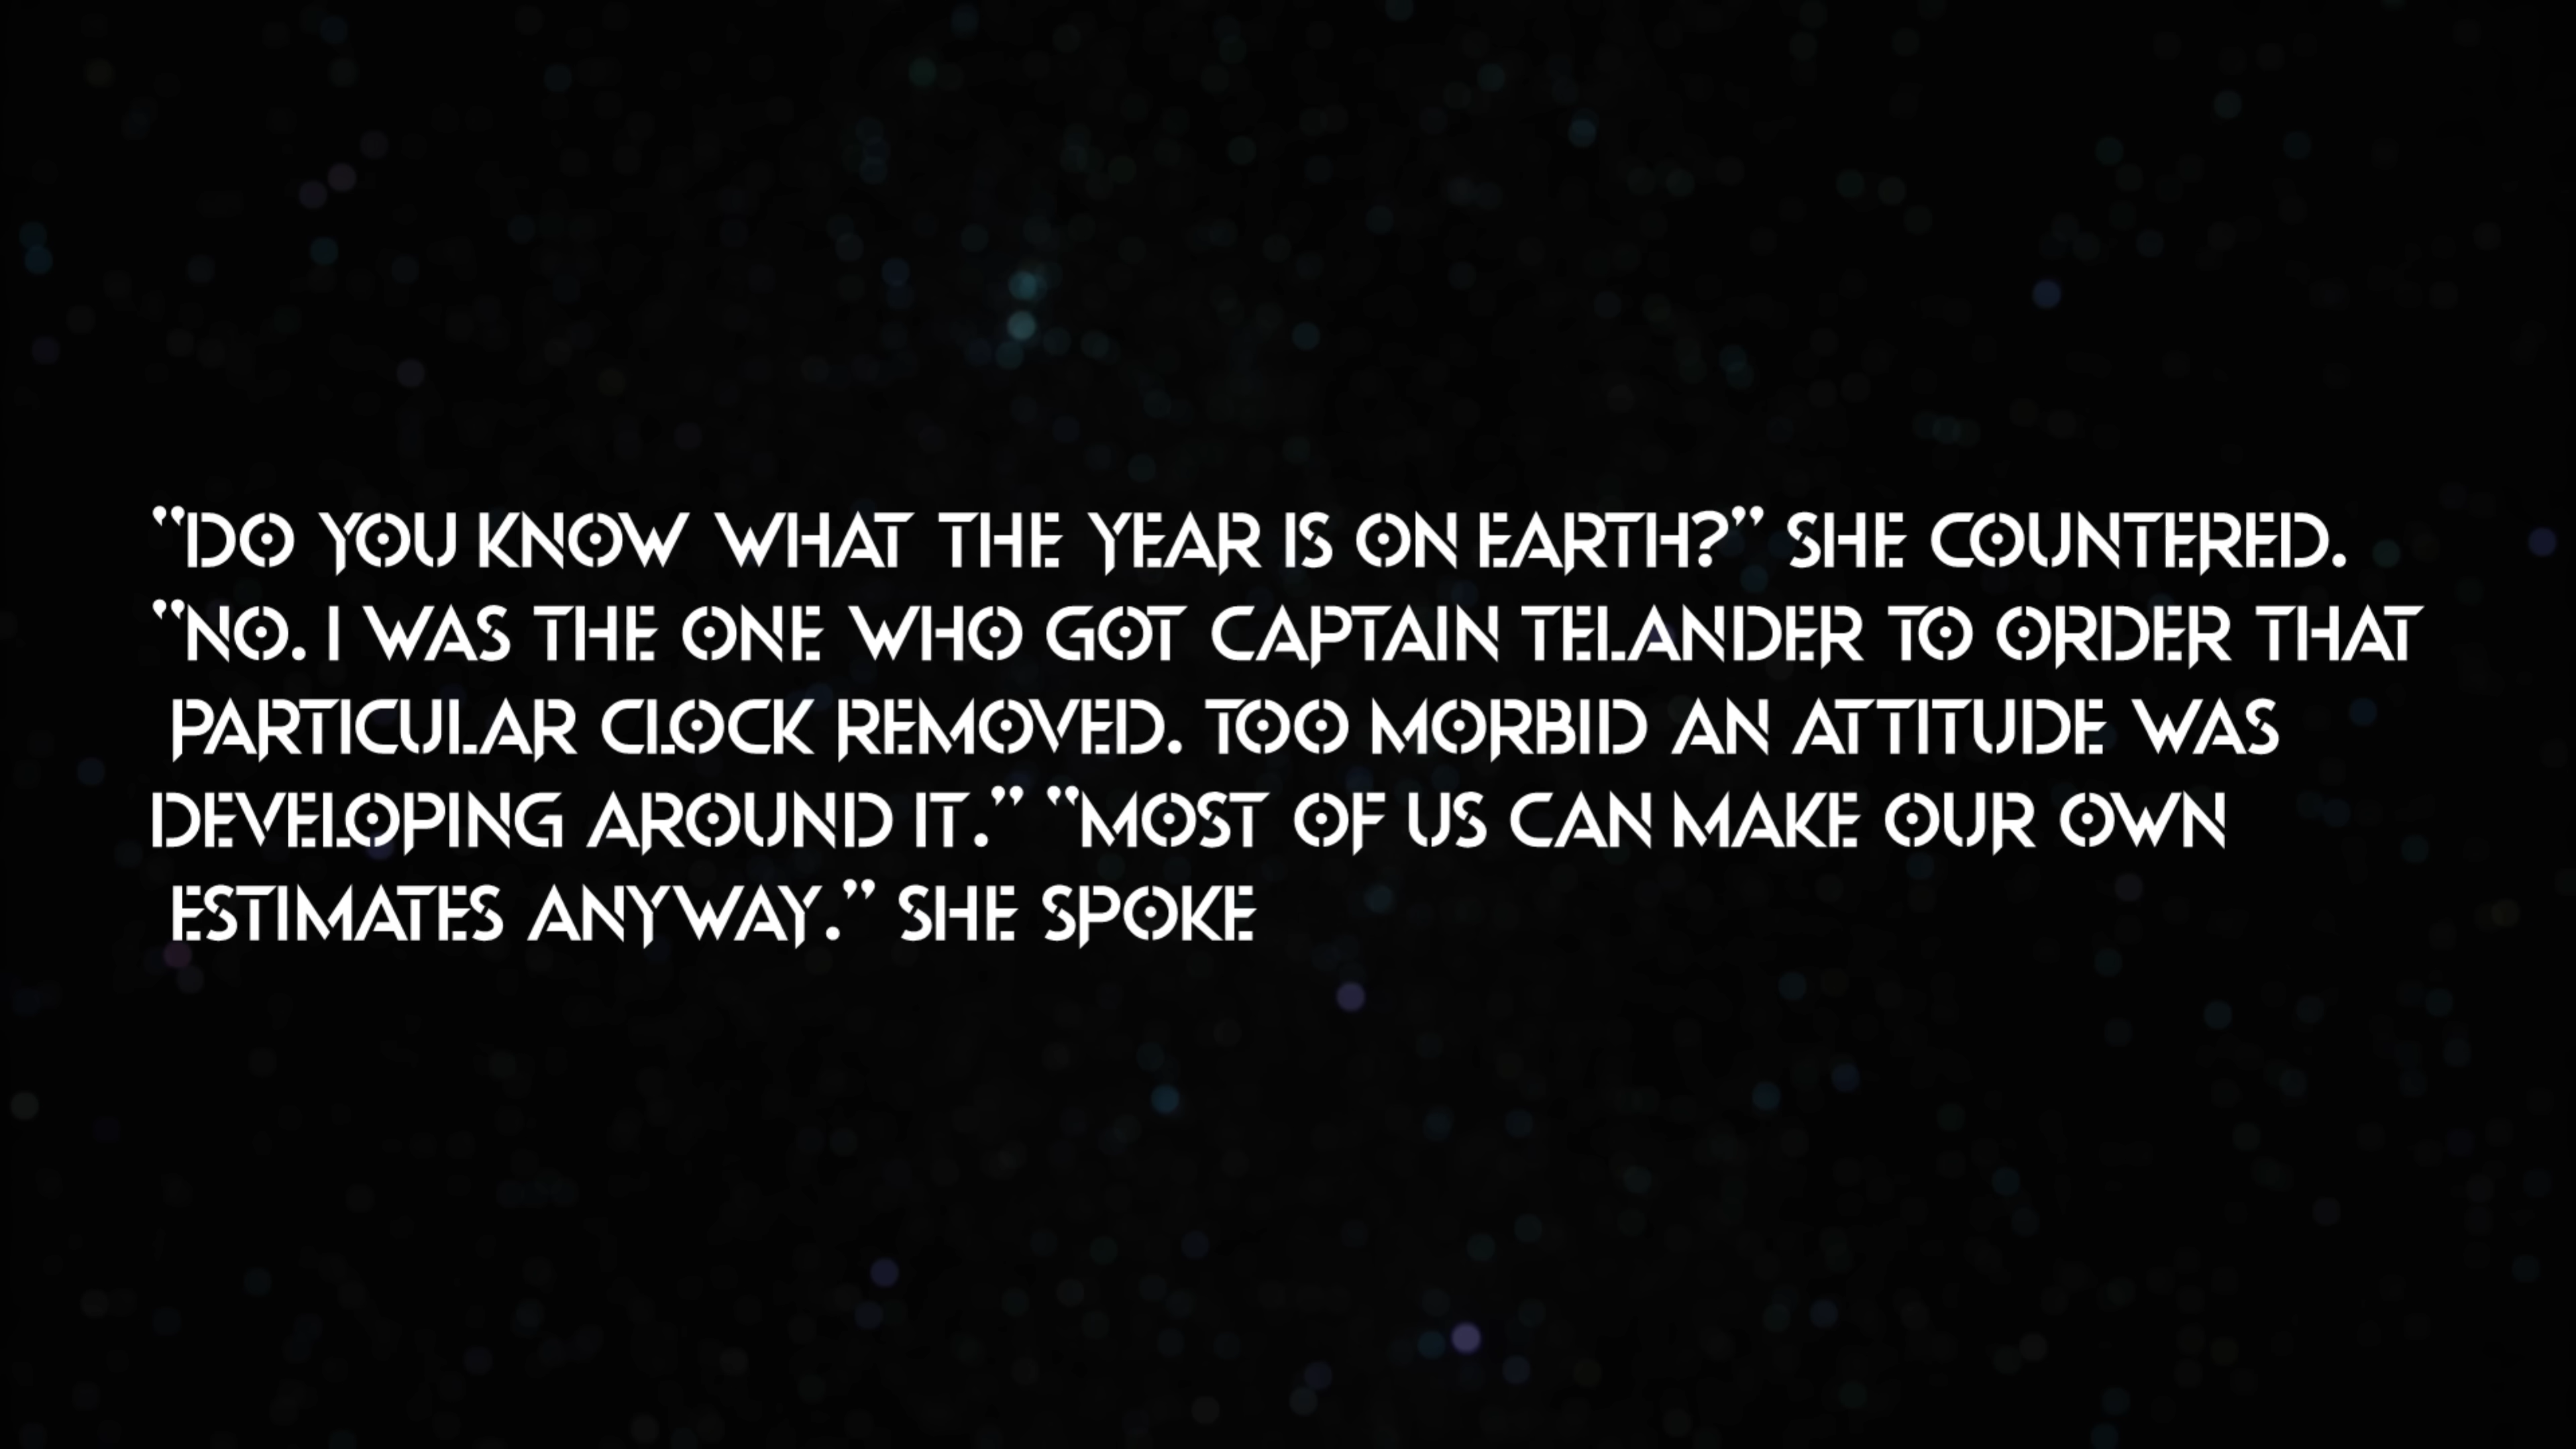 “DO YOU KNOW WHAT THE YEAR IS ON EARTH?” SHE COUNTERED.
“NO. I WAS THE ONE WHO GOT CAPTAIN TELANDER TO ORDER THAT
PARTICULAR CLOCK REMOVED. TOO MORBID AN ATTITUDE WAS
DEVELOPING AROUND IT.” “MOST OF US CAN MAKE OUR OWN
ESTIMATES ANYWAY.” SHE SPOKE